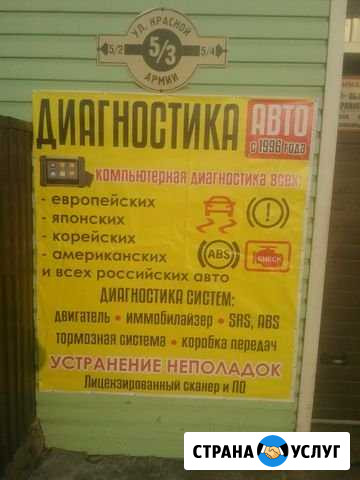 УЛ. КРАСНОЙ
5/2 5/3 5/4
АРМИИ
ДИАГНОСТИКА
АВТО
с 1996 года
КОМПЬЮТЕРНАЯ ДИАГНОСТИКА ВСЕХ:
- европейских
- японских
- корейских
- американских
и всех российских авто
ABS
CHECK
ДИАГНОСТИКА СИСТЕМ:
двигатель • иммобилайзер • SRS, ABS
тормозная система • коробка передач
УСТРАНЕНИЕ НЕПОЛАДОК
Лицензированный сканер и ПО
СТРАНА УСЛУГ